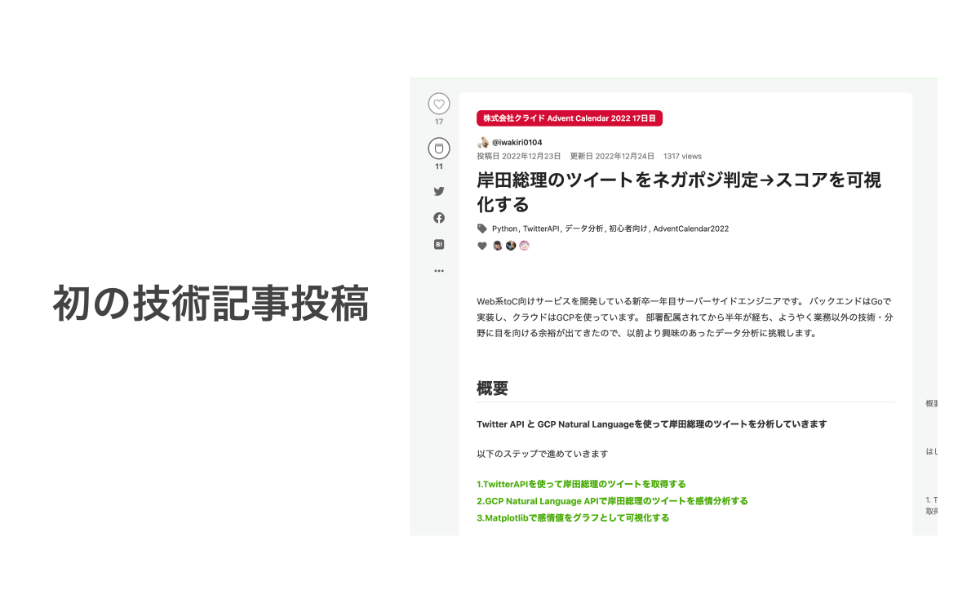 初の技術記事投稿
17
11
株式会社クライド Advent Calendar 2022 17日目
@iwakiri0104
投稿日 2022年12月23日 更新日 2022年12月24日 1317 views
岸田総理のツイートをネガポジ判定→スコアを可視
化する
Python, TwitterAPI, データ分析, 初心者向け, AdventCalendar2022
Web系toC向けサービスを開発している新卒一年目サーバーサイドエンジニアです。 バックエンドはGoで
実装し、クラウドはGCPを使っています。 部署配属されてから半年が経ち、ようやく業務以外の技術・分
野に目を向ける余裕が出てきたので、以前より興味のあったデータ分析に挑戦します。
概要
Twitter API と GCP Natural Languageを使って岸田総理のツイートを分析していきます
以下のステップで進めていきます
1.TwitterAPIを使って岸田総理のツイートを取得する
2.GCP Natural Language APIで岸田総理のツイートを感情分析する
3.Matplotlibで感情値をグラフとして可視化する
概要
はじ
1. T
取得